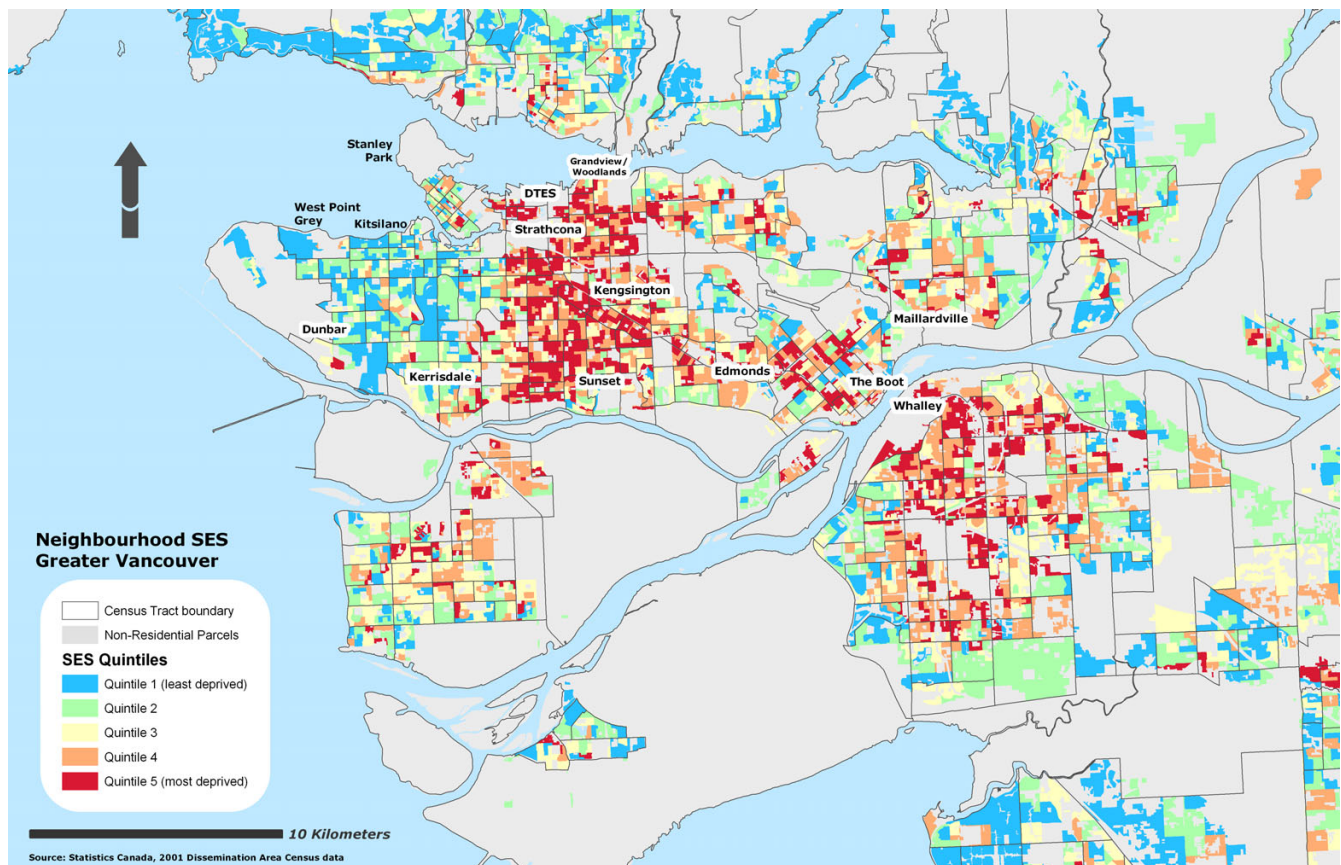 Stanley
Park
Grandview/
Woodlands
DTES
West Point
Grey
Kitsilano
Strathcona
Kengsington
Dunbar
Maillardville
Kerrisdale
Sunset
Edmonds
The Boot
Whalley
Neighbourhood SES
Greater Vancouver
Census Tract boundary
Non-Residential Parcels
SES Quintiles
Quintile 1 (least deprived)
Quintile 2
Quintile 3
Quintile 4
Quintile 5 (most deprived)
10 Kilometers
Source: Statistics Canada, 2001 Dissemination Area Census data